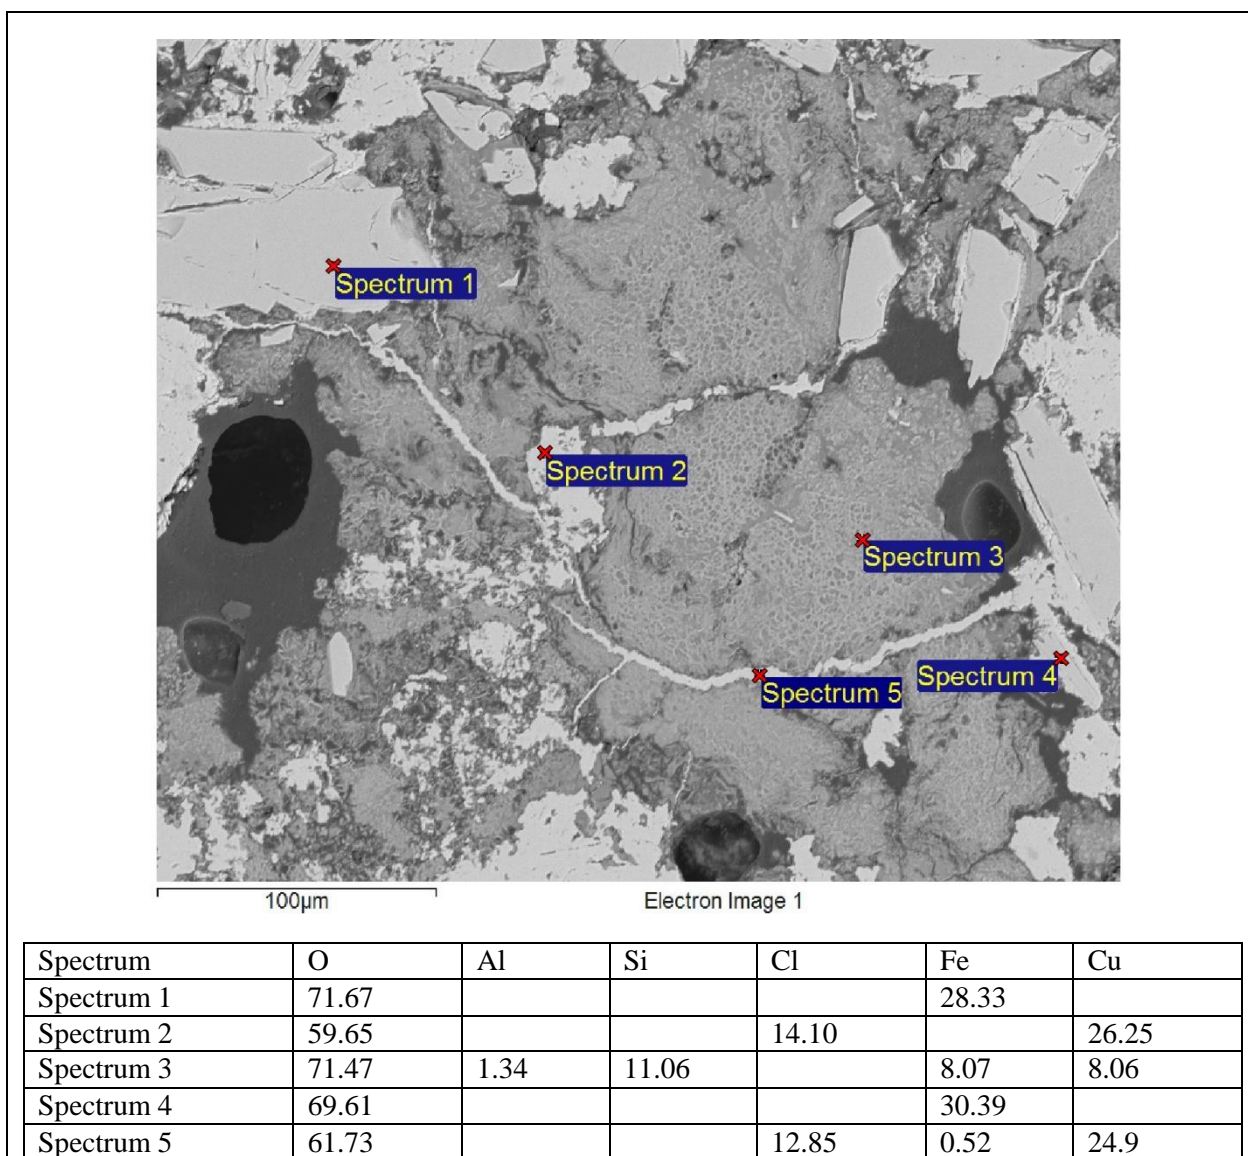 Spectrum 1
Spectrum 2
Spectrum 3
Spectrum 4
Spectrum 5
100μm Electron Image 1
Spectrum O Al Si Cl Fe Cu
Spectrum 1 71.67 28.33
Spectrum 2 59.65 14.10 26.25
Spectrum 3 71.47 1.34 11.06 8.07 8.06
Spectrum 4 69.61 30.39
Spectrum 5 61.73 12.85 0.52 24.9